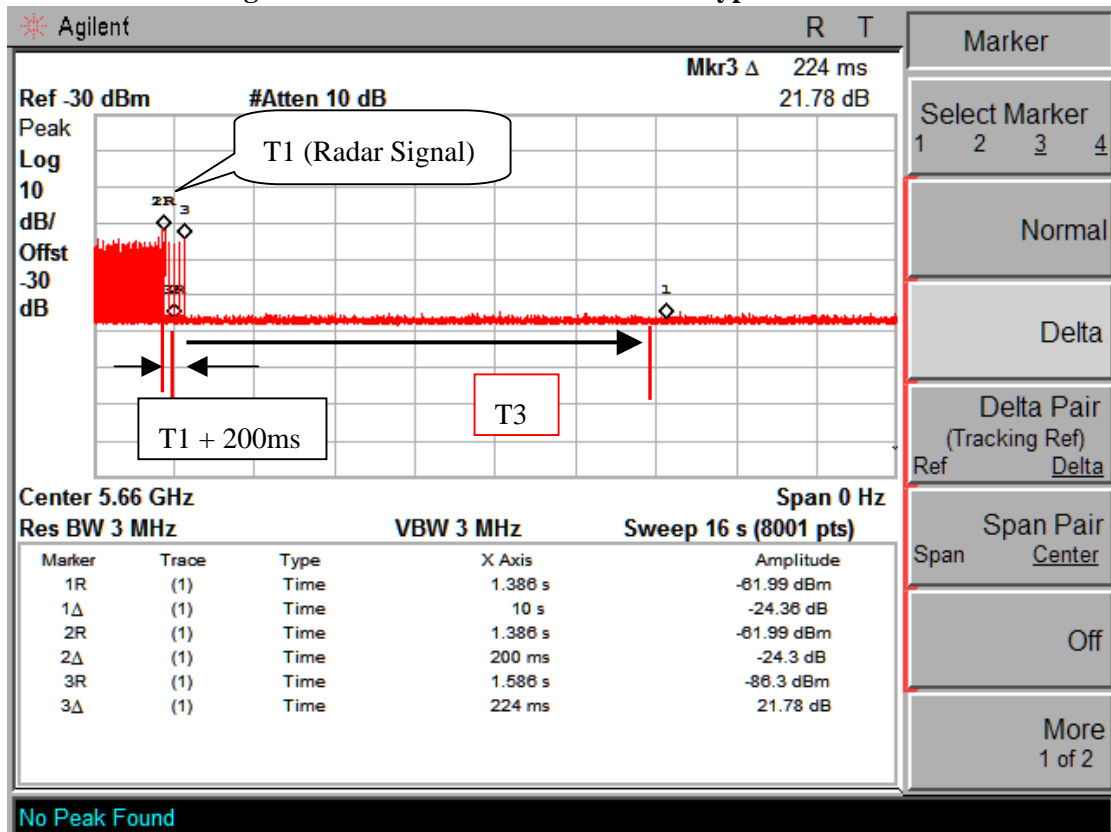 Agilent R T
Marker
Mkr3 Δ 224 ms
Ref -30 dBm #Atten 10 dB 21.78 dB
Peak
Log
10
dB/
Offst
-30
dB
T1 (Radar Signal)
2R
3
3R
1
T3
T1 + 200ms
Center 5.66 GHz Span 0 Hz
Res BW 3 MHz VBW 3 MHz Sweep 16 s (8001 pts)
Marker Trace Type X Axis Amplitude
1R (1) Time 1.386 s -61.99 dBm
1Δ (1) Time 10 s -24.36 dB
2R (1) Time 1.386 s -61.99 dBm
2Δ (1) Time 200 ms -24.3 dB
3R (1) Time 1.586 s -86.3 dBm
3Δ (1) Time 224 ms 21.78 dB
Select Marker
1 2 3 4
Normal
Delta
Delta Pair
(Tracking Ref)
Ref Delta
Span Pair
Span Center
Off
More
1 of 2
No Peak Found